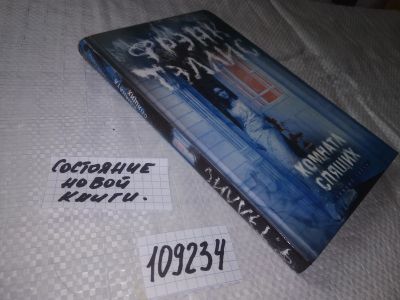 ФРЭНК
ТЭЛЛИС
КОМНАТА
СПЯЩИХ
СОСТОЯНИЕ
НОВОЙ
КНИГИ.
109234